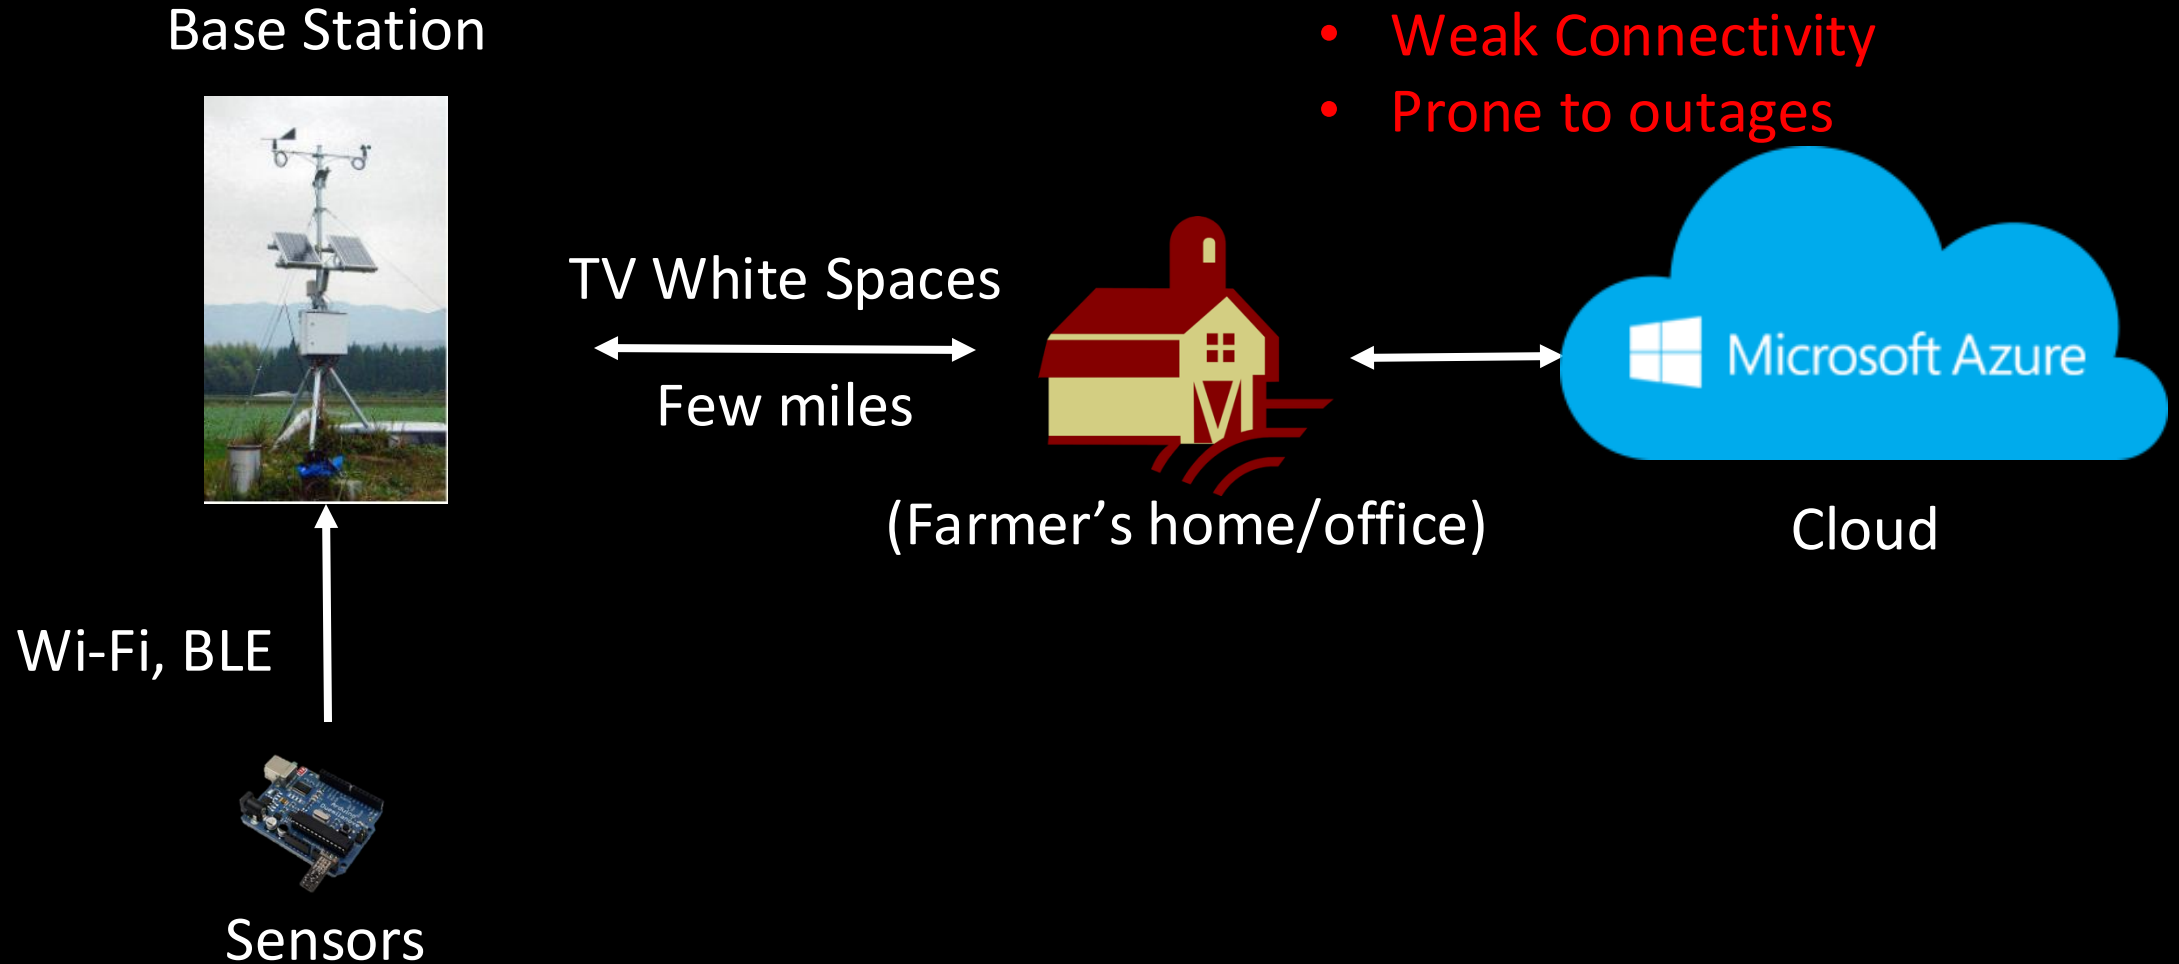 Base Station
• Weak Connectivity
• Prone to outages
TV White Spaces
Few miles
Microsoft Azure
(Farmer’s home/office)
Cloud
Wi-Fi, BLE
Sensors